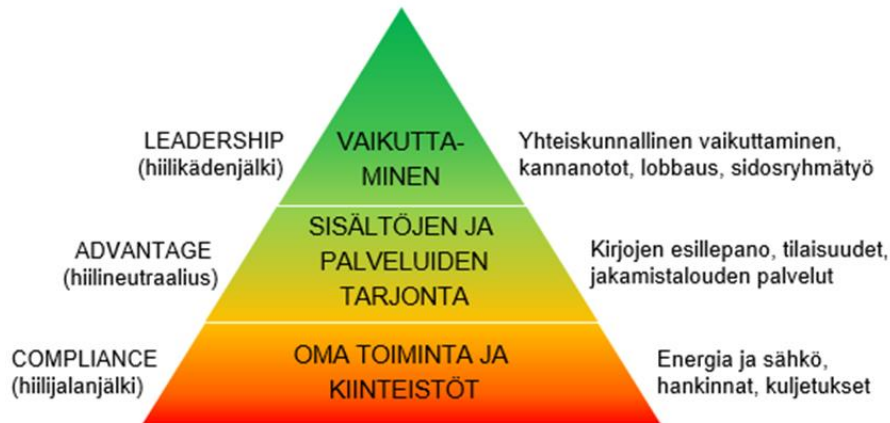 LEADERSHIP
(hiilikädenjälki)
VAIKUTTA-
MINEN
Yhteiskunnallinen vaikuttaminen,
kannanotot, lobbaus, sidosryhmätyö
ADVANTAGE
(hiilineutraalius)
SISÄLTÖJEN JA
PALVELUIDEN
TARJONTA
Kirjojen esillepano, tilaisuudet,
jakamistalouden palvelut
COMPLIANCE
(hiilijalanjälki)
OMA TOIMINTA JA
KIINTEISTÖT
Energia ja sähkö,
hankinnat, kuljetukset